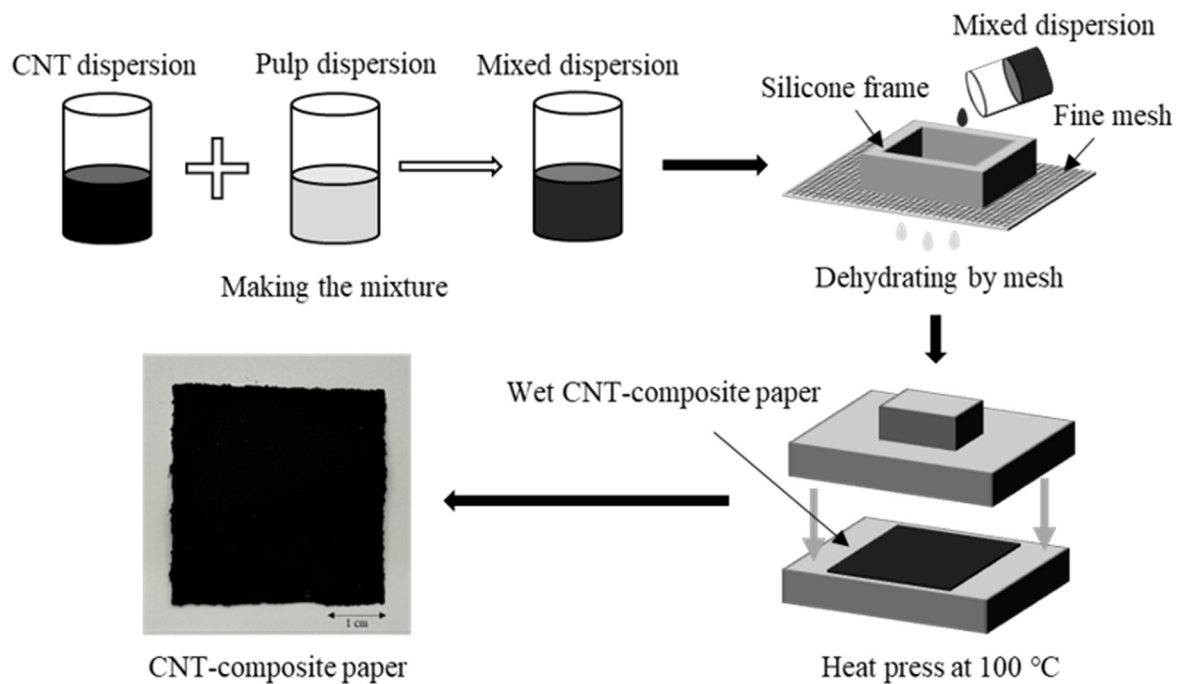 CNT dispersion
Pulp dispersion
Mixed dispersion
Making the mixture
Mixed dispersion
Silicone frame
Fine mesh
Dehydrating by mesh
Wet CNT-composite paper
Heat press at 100 °C
1 cm
CNT-composite paper